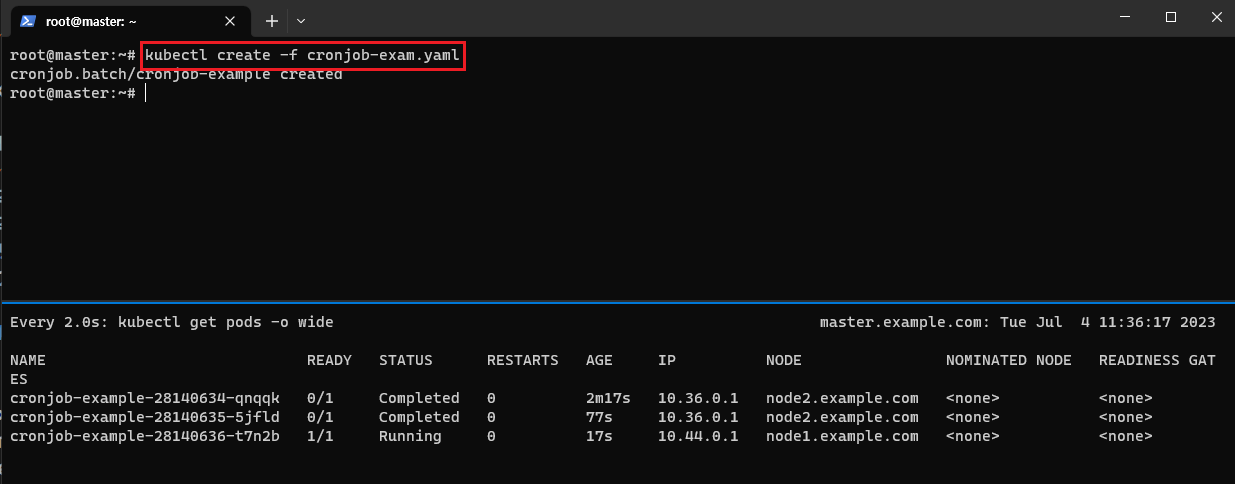 root@master: ~
root@master:~# kubectl create -f cronjob-exam.yaml
cronjob.batch/cronjob-example created
root@master:~#
Every 2.0s: kubectl get pods -o wide master.example.com: Tue Jul  4 11:36:17 2023
NAME READY STATUS RESTARTS AGE IP NODE NOMINATED NODE READINESS GAT
ES
cronjob-example-28140634-qnqqk 0/1 Completed 0 2m17s 10.36.0.1 node2.example.com <none> <none>
cronjob-example-28140635-5jfld 0/1 Completed 0 77s 10.36.0.1 node2.example.com <none> <none>
cronjob-example-28140636-t7n2b 1/1 Running 0 17s 10.44.0.1 node1.example.com <none> <none>